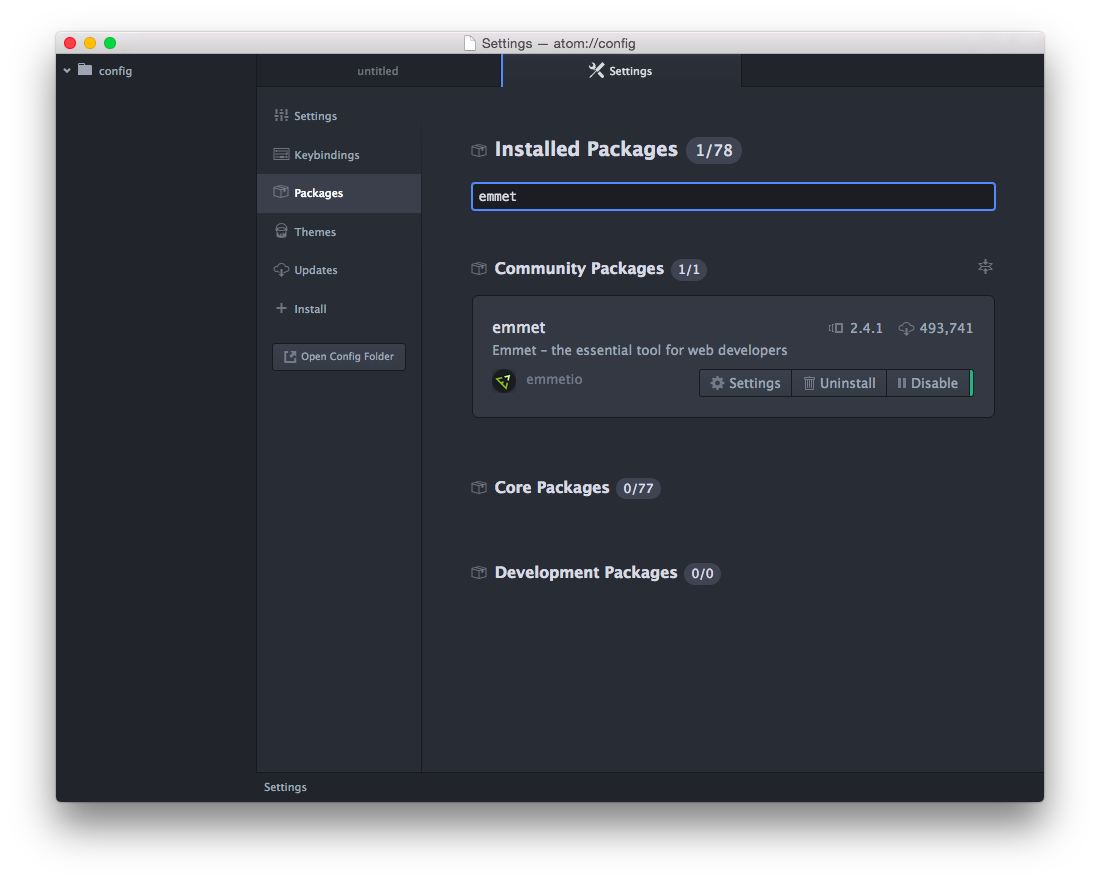 Settings — atom://config
config
untitled
Settings
Settings
Keybindings
Packages
Themes
Updates
Install
Open Config Folder
Installed Packages 1/78
emmet
Community Packages 1/1
emmet 2.4.1 493,741
Emmet – the essential tool for web developers
emmetio Settings Uninstall Disable
Core Packages 0/77
Development Packages 0/0
Settings